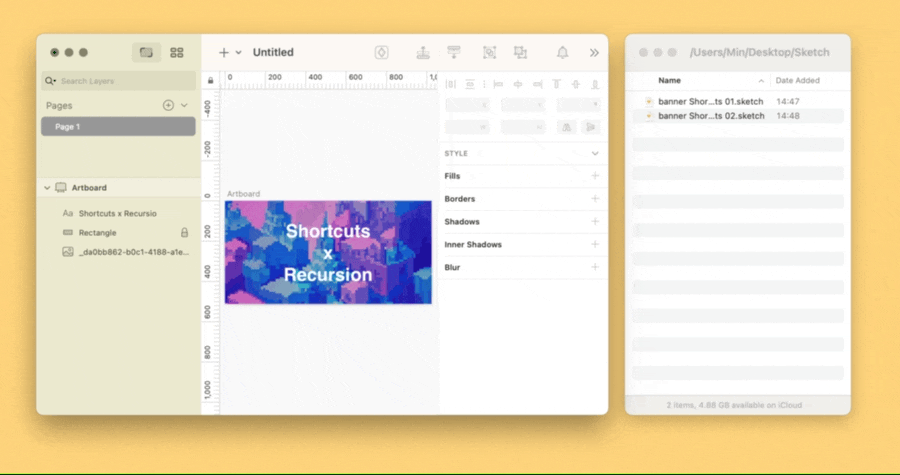 Untitled
/Users/Min/Desktop/Sketch
Search Layers
Pages
Page 1
Artboard
Shortcuts x Recursio
Rectangle
_da0bb862-b0c1-4188-a1e...
0 200 400 600 800 1,0
-400
-200
0
200
400
600
800
1,000
Artboard
Shortcuts
x
Recursion
STYLE
Fills
Borders
Shadows
Inner Shadows
Blur
Name Date Added
banner Shor...ts 01.sketch 14:47
banner Shor...ts 02.sketch 14:48
2 items, 4.68 GB available on iCloud